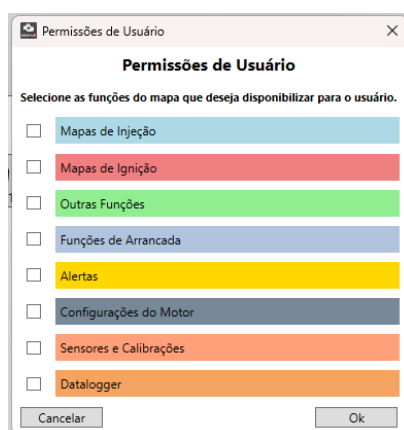 Permissões de Usuário
Permissões de Usuário
Selecione as funções do mapa que deseja disponibilizar para o usuário.
Mapas de Injeção
Mapas de Ignição
Outras Funções
Funções de Arrancada
Alertas
Configurações do Motor
Sensores e Calibrações
Datalogger
Cancelar Ok